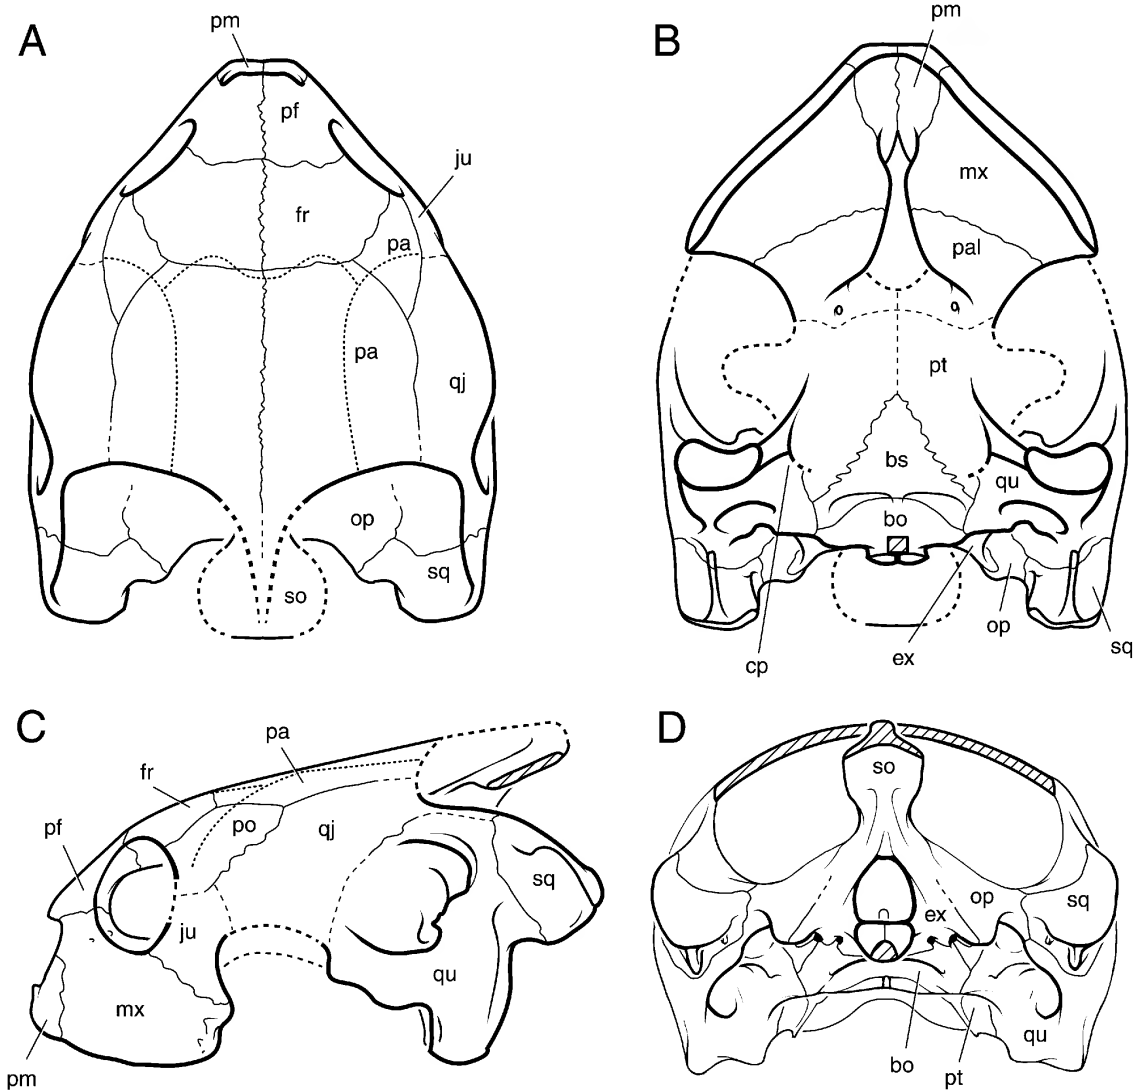 A
pm
pf
ju
fr
pa
pa
qj
op
sq
so
B
pm
mx
pal
pt
bs
qu
bo
cp
ex
op
sq
C
pa
fr
pf
po
qj
sq
ju
qu
mx
pm
D
so
op
sq
ex
qu
bo
pt